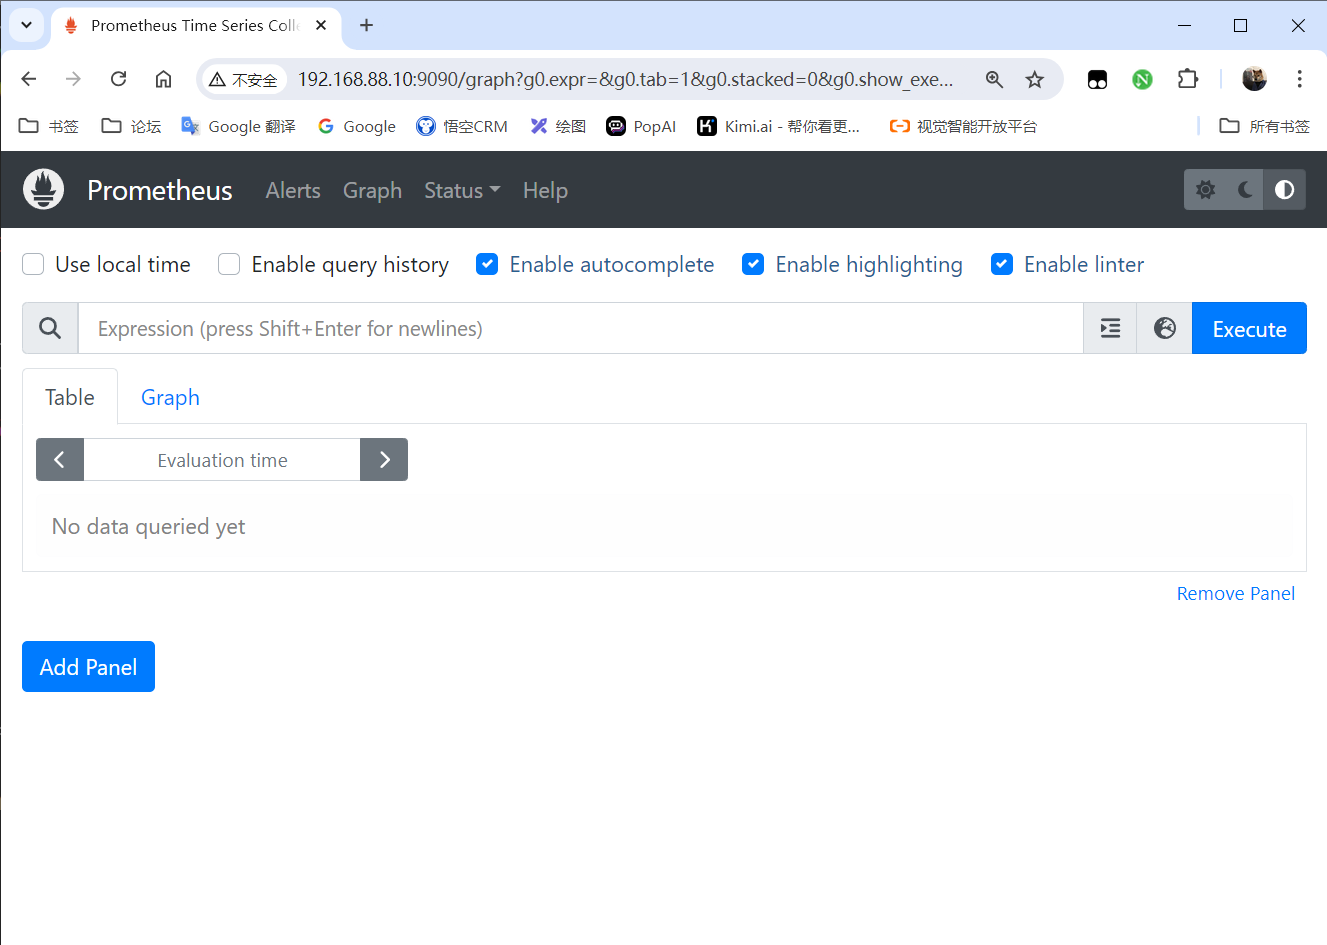 Prometheus Time Series Colle
不安全 192.168.88.10:9090/graph?g0.expr=&g0.tab=1&g0.stacked=0&g0.show_exe...
书签 论坛 Google 翻译 Google 悟空CRM 绘图 PopAI Kimi.ai - 帮你看更... 视觉智能开放平台 所有书签
Prometheus Alerts Graph Status Help
Use local time Enable query history Enable autocomplete Enable highlighting Enable linter
Expression (press Shift+Enter for newlines) Execute
Table Graph
Evaluation time
No data queried yet
Remove Panel
Add Panel